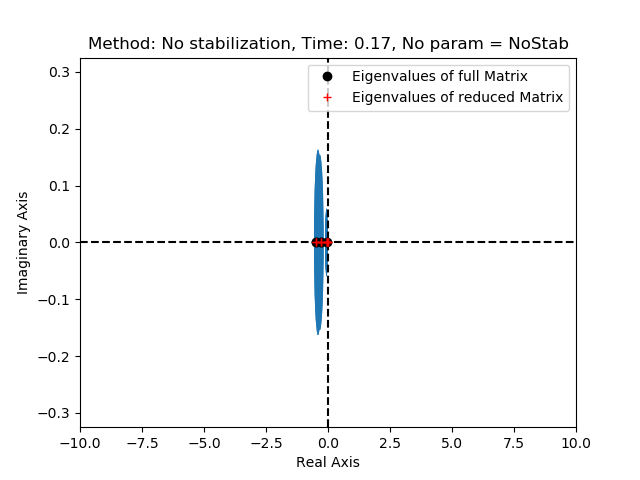 Method: No stabilization, Time: 0.17, No param = NoStab
Eigenvalues of full Matrix
Eigenvalues of reduced Matrix
0.3
0.2
0.1
0.0
−0.1
−0.2
−0.3
Imaginary Axis
−10.0 −7.5 −5.0 −2.5 0.0 2.5 5.0 7.5 10.0
Real Axis